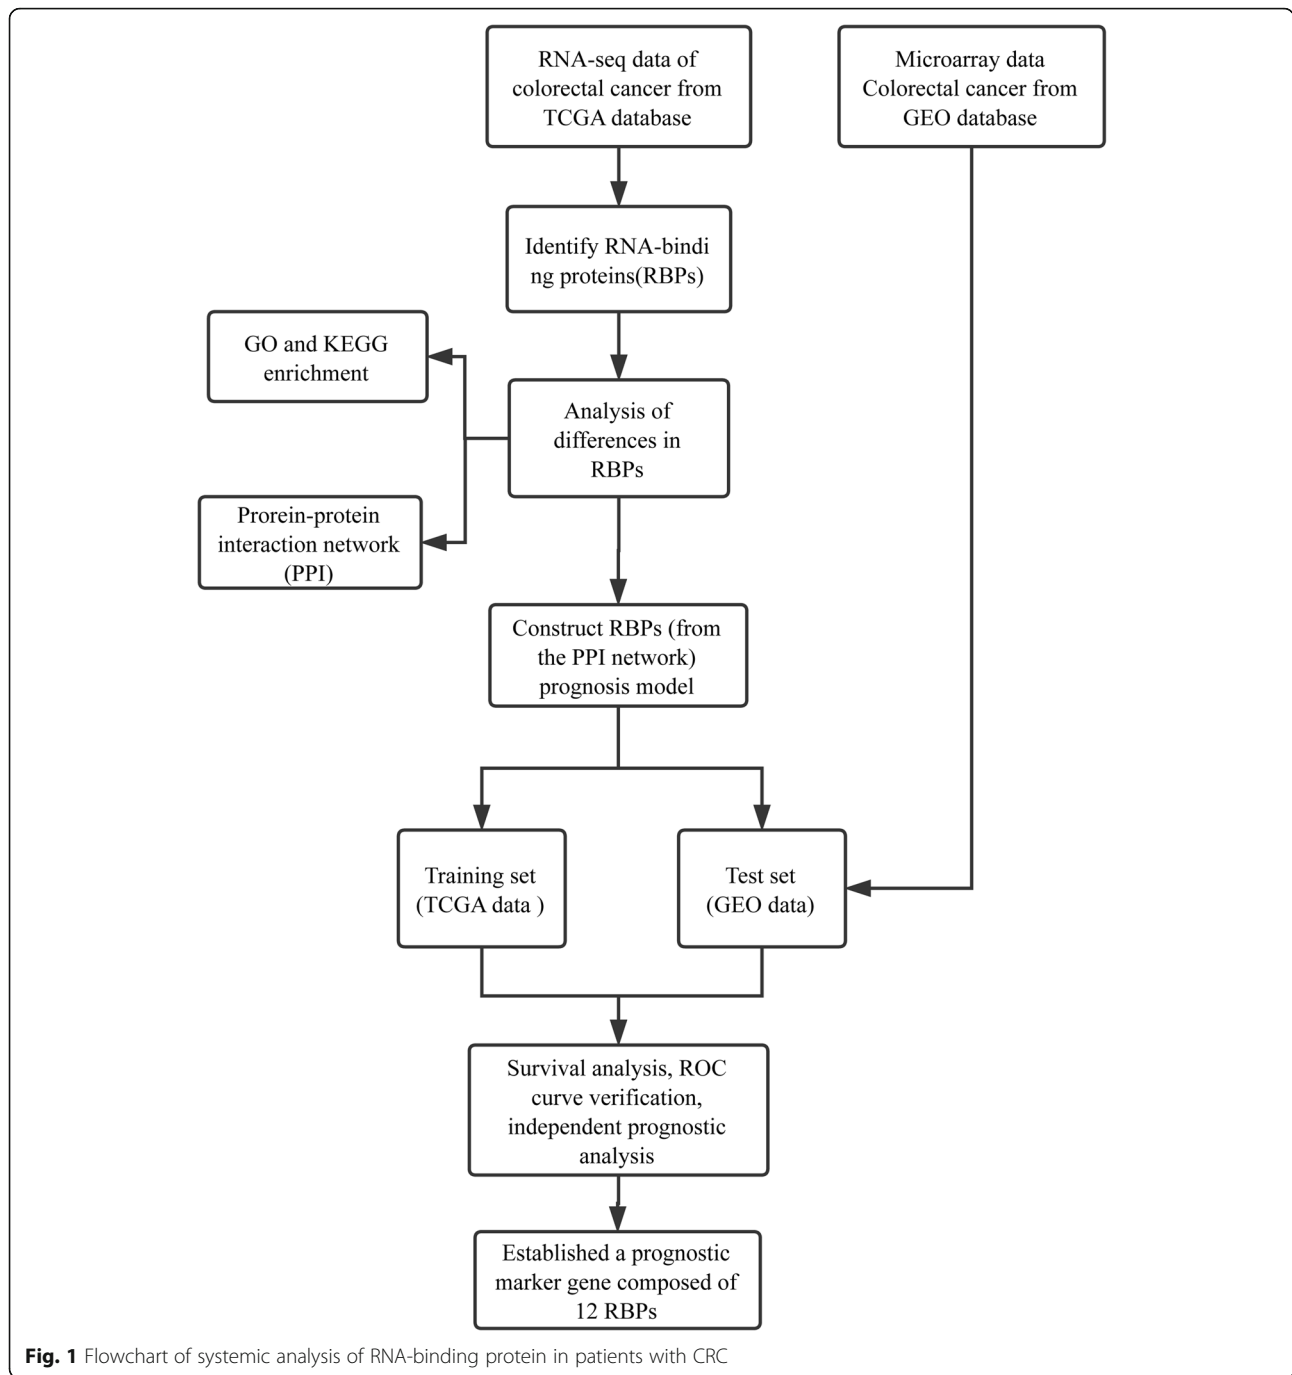 RNA-seq data of
colorectal cancer from
TCGA database
Microarray data
Colorectal cancer from
GEO database
Identify RNA-bindi
ng proteins(RBPs)
GO and KEGG
enrichment
Analysis of
differences in
RBPs
Prorein-protein
interaction network
(PPI)
Construct RBPs (from
the PPI network)
prognosis model
Training set
(TCGA data )
Test set
(GEO data)
Survival analysis, ROC
curve verification,
independent prognostic
analysis
Established a prognostic
marker gene composed of
12 RBPs
Fig. 1 Flowchart of systemic analysis of RNA-binding protein in patients with CRC